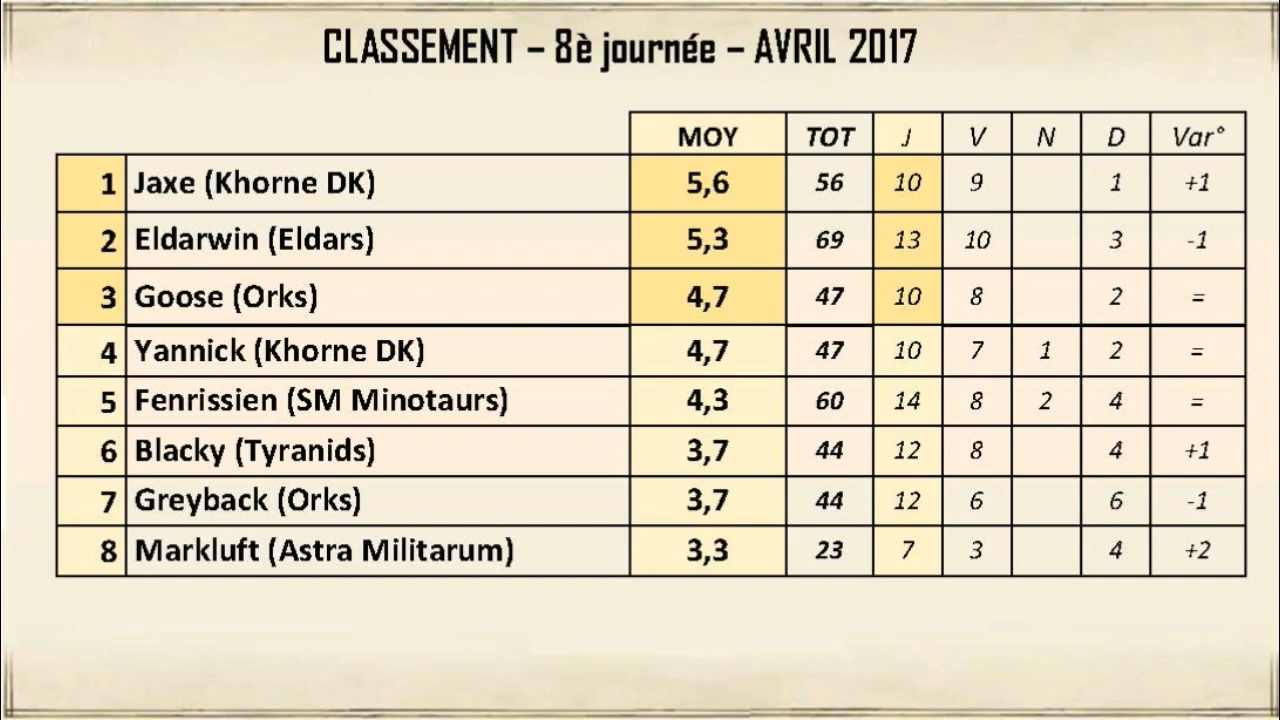 CLASSEMENT – 8è journée – AVRIL 2017
MOY TOT J V N D Var°
1 Jaxe (Khorne DK) 5,6 56 10 9 1 +1
2 Eldarwin (Eldars) 5,3 69 13 10 3 -1
3 Goose (Orks) 4,7 47 10 8 2 =
4 Yannick (Khorne DK) 4,7 47 10 7 1 2 =
5 Fenrissien (SM Minotaurs) 4,3 60 14 8 2 4 =
6 Blacky (Tyranids) 3,7 44 12 8 4 +1
7 Greyback (Orks) 3,7 44 12 6 6 -1
8 Markluft (Astra Militarum) 3,3 23 7 3 4 +2